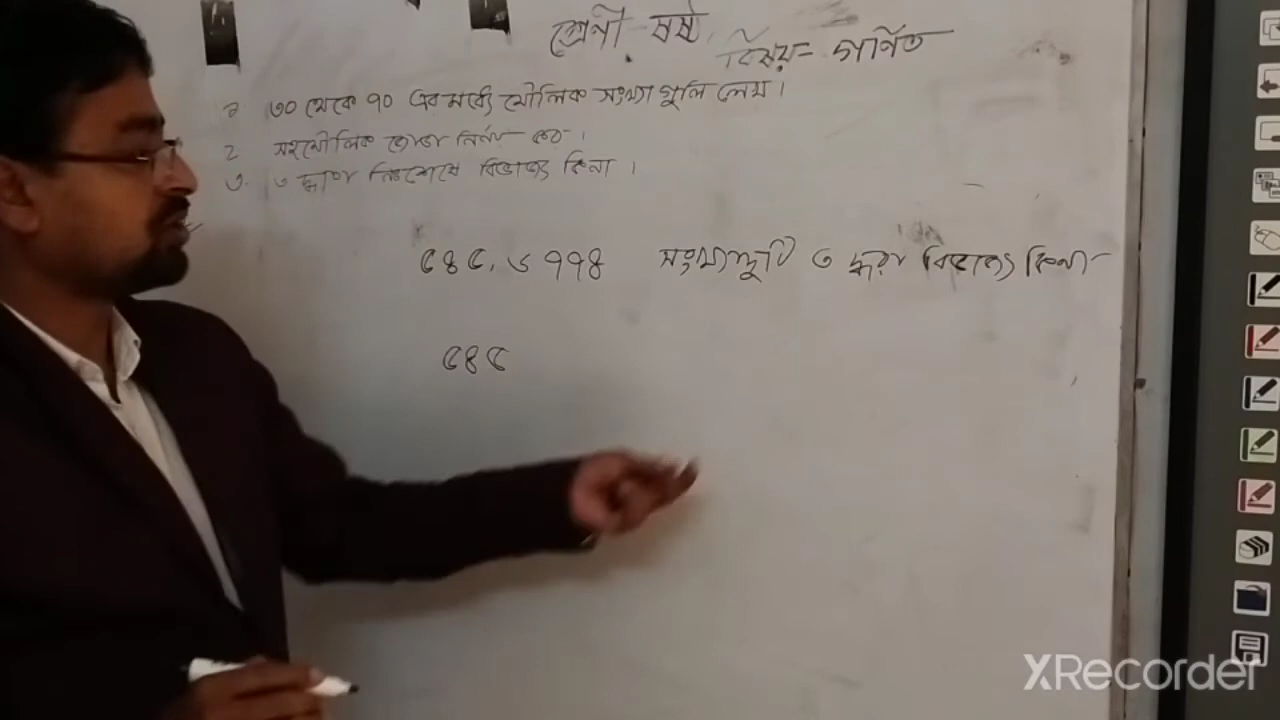 শ্রেণী - ষষ্ঠ, বিষয় = গণিত
১ ৩০ থেকে ৭০ এর মধ্যে মৌলিক সংখ্যা গুলি লেখ।
২ সহমৌলিক জোড়া নির্ণয় কর।
৩. ৩ দ্বারা নিঃশেষে বিভাজ্য কিনা।
৫৪৫, ৬৭৭৪ সংখ্যাদুটি ৩ দ্বারা বিভাজ্য কিনা
৫৪৫
XRecorder